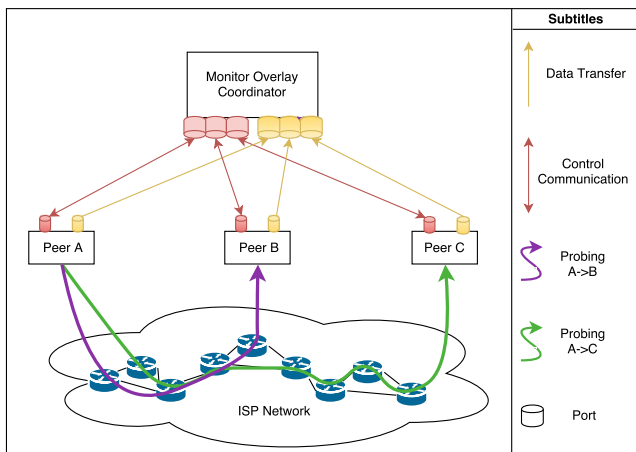 Monitor Overlay
Coordinator
Peer A
Peer B
Peer C
ISP Network
Subtitles
Data Transfer
Control
Communication
Probing
A->B
Probing
A->C
Port